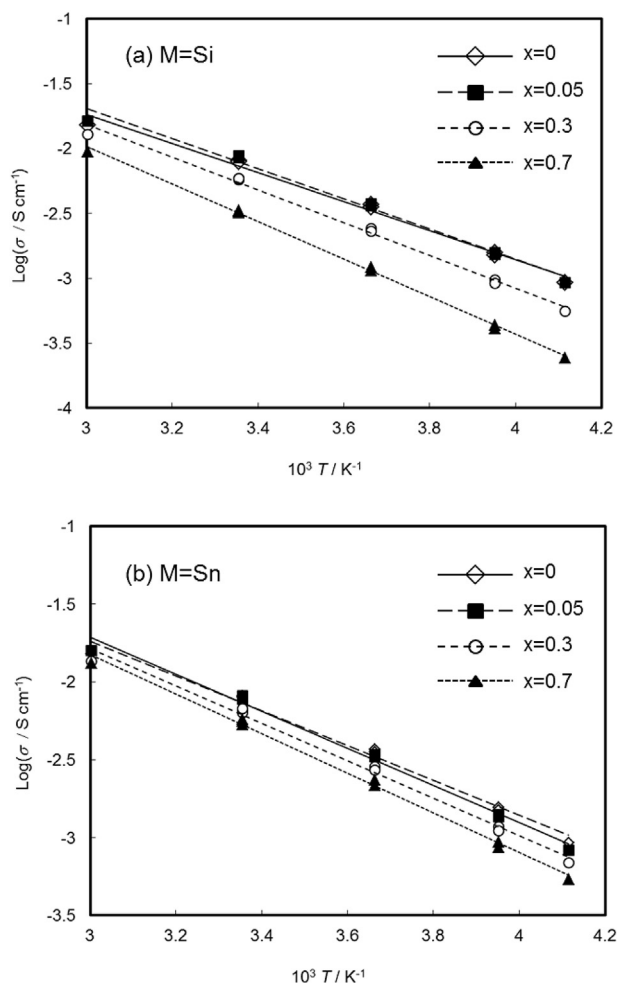 -1
(a) M=Si
x=0
x=0.05
x=0.3
x=0.7
-1.5
-2
-2.5
-3
-3.5
-4
Log(σ / S cm⁻¹)
3 3.2 3.4 3.6 3.8 4 4.2
10³ T / K⁻¹
-1
(b) M=Sn
x=0
x=0.05
x=0.3
x=0.7
-1.5
-2
-2.5
-3
-3.5
Log(σ / S cm⁻¹)
3 3.2 3.4 3.6 3.8 4 4.2
10³ T / K⁻¹